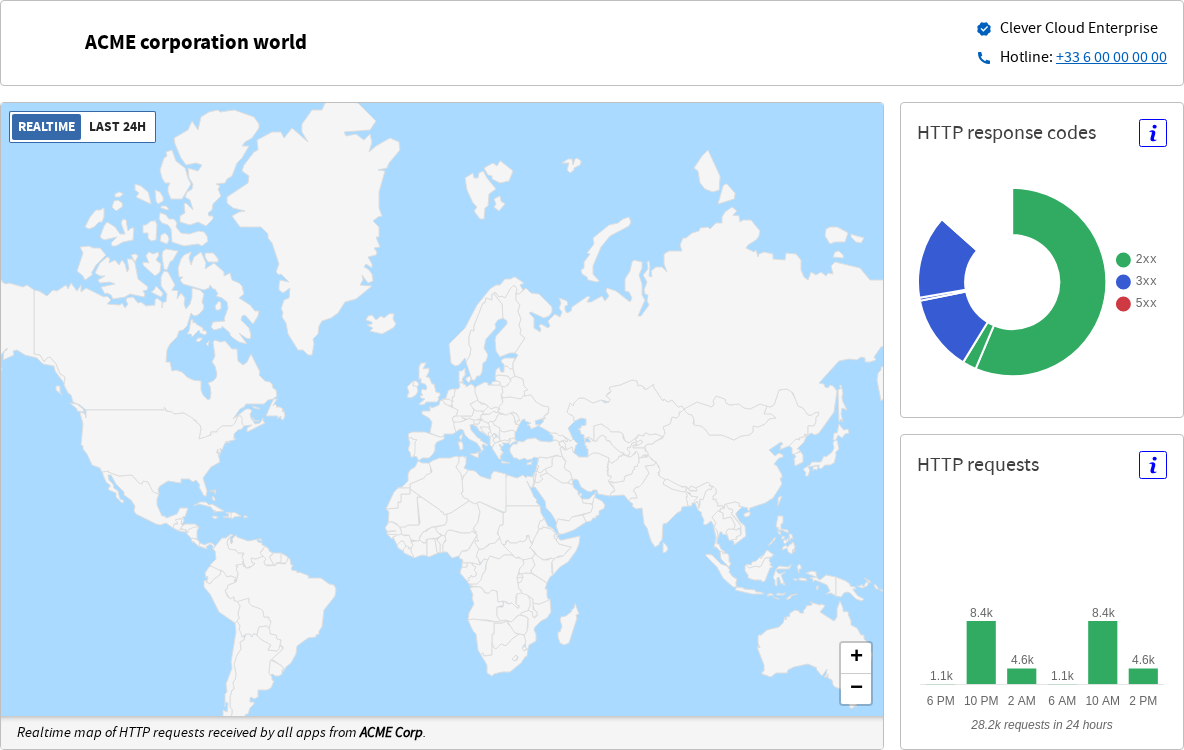 ACME corporation world
Clever Cloud Enterprise
Hotline: +33 6 00 00 00 00
REALTIME LAST 24H
Realtime map of HTTP requests received by all apps from ACME Corp.
HTTP response codes i
2xx
3xx
5xx
HTTP requests i
1.1k 8.4k 4.6k 1.1k 8.4k 4.6k
6 PM 10 PM 2 AM 6 AM 10 AM 2 PM
28.2k requests in 24 hours
+
−